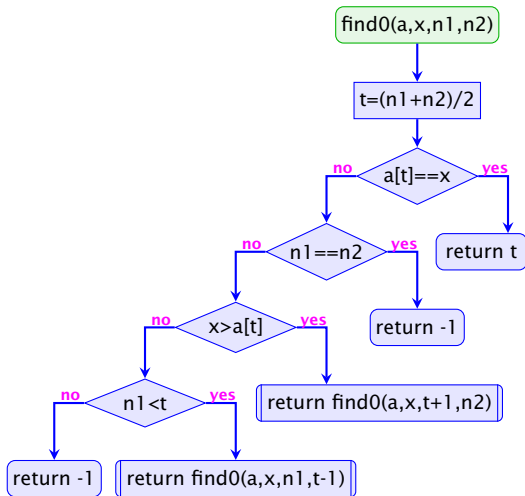 find0(a,x,n1,n2)
t=(n1+n2)/2
a[t]==x
no
yes
return t
n1==n2
no
yes
return -1
x>a[t]
no
yes
return find0(a,x,t+1,n2)
n1<t
no
yes
return -1
return find0(a,x,n1,t-1)